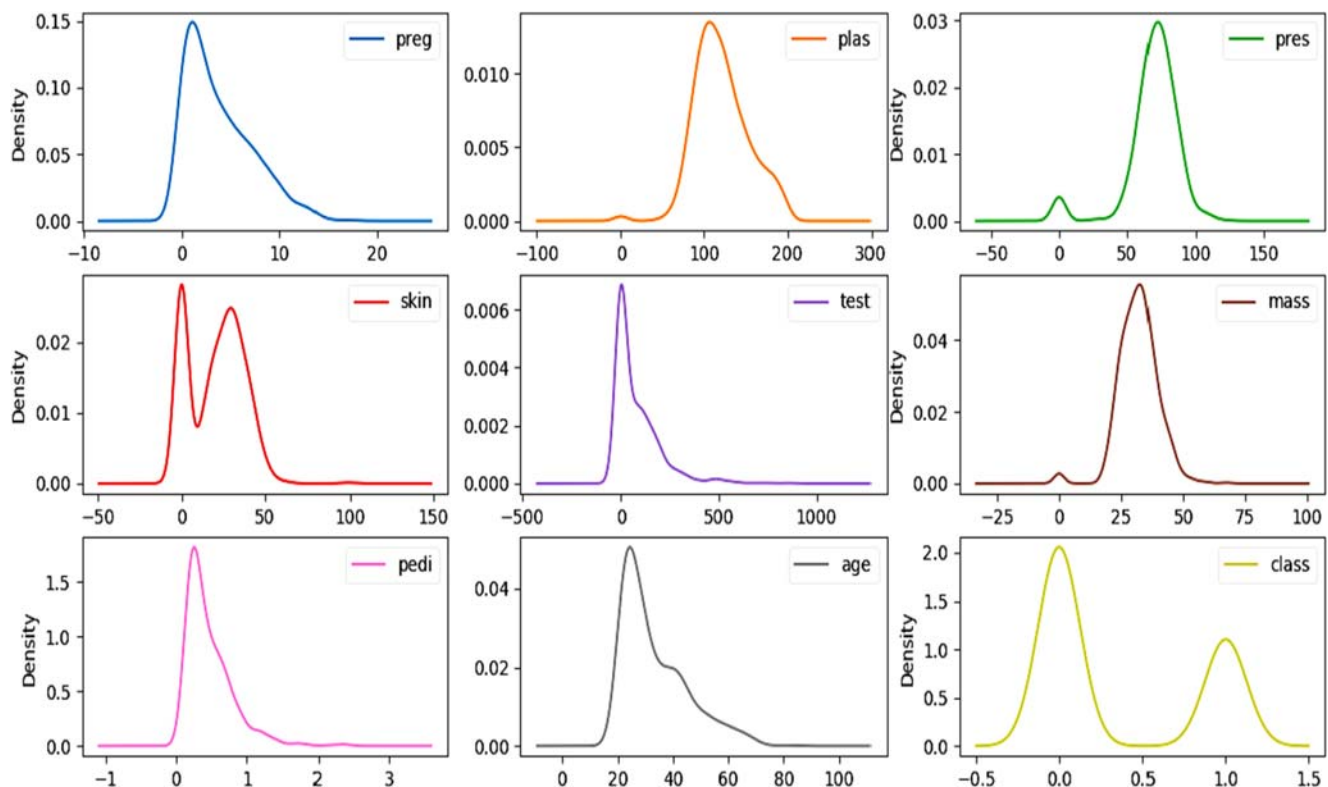 0.15
0.10
0.05
0.00
Density
preg
−10 0 10 20
0.010
0.005
0.000
plas
−100 0 100 200 300
0.03
0.02
0.01
0.00
Density
pres
−50 0 50 100 150
0.02
0.01
0.00
Density
skin
−50 0 50 100 150
0.006
0.004
0.002
0.000
test
−500 0 500 1000
0.04
0.02
0.00
Density
mass
−25 0 25 50 75 100
1.5
1.0
0.5
0.0
Density
pedi
−1 0 1 2 3
0.04
0.02
0.00
age
0 20 40 60 80 100
2.0
1.5
1.0
0.5
0.0
Density
class
−0.5 0.0 0.5 1.0 1.5